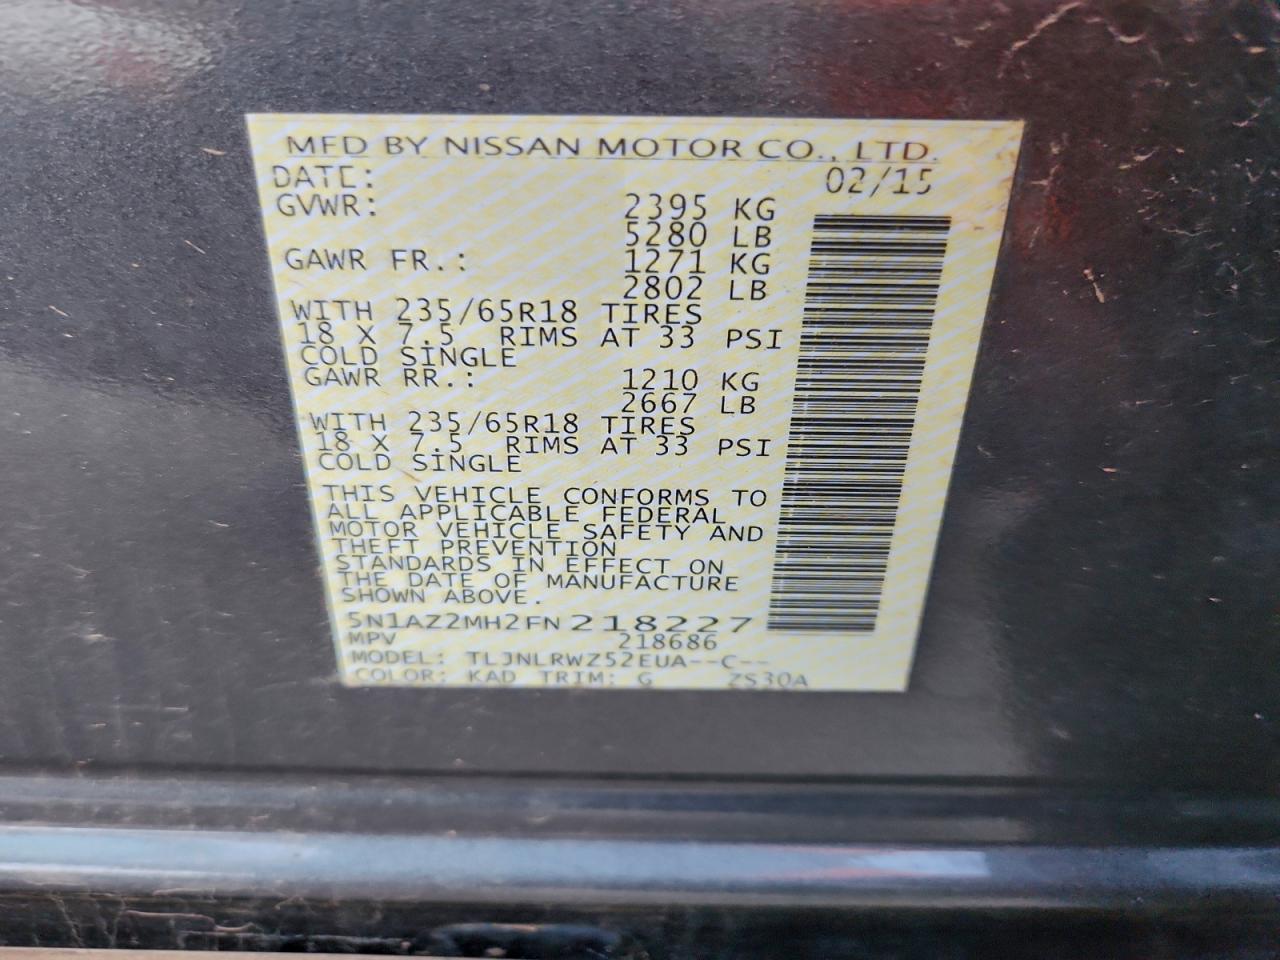 MFD BY NISSAN MOTOR CO., LTD.
DATE: 02/15
GVWR: 2395 KG
5280 LB
GAWR FR.: 1271 KG
2802 LB
WITH 235/65R18 TIRES
18 X 7.5 RIMS AT 33 PSI
COLD SINGLE
GAWR RR.: 1210 KG
2667 LB
WITH 235/65R18 TIRES
18 X 7.5 RIMS AT 33 PSI
COLD SINGLE
THIS VEHICLE CONFORMS TO
ALL APPLICABLE FEDERAL
MOTOR VEHICLE SAFETY AND
THEFT PREVENTION
STANDARDS IN EFFECT ON
THE DATE OF MANUFACTURE
SHOWN ABOVE.
5N1AZ2MH2FN218227
MPV 218686
MODEL: TLJNLRWZ52EUA--C--
COLOR: KAD TRIM: G ZS30A